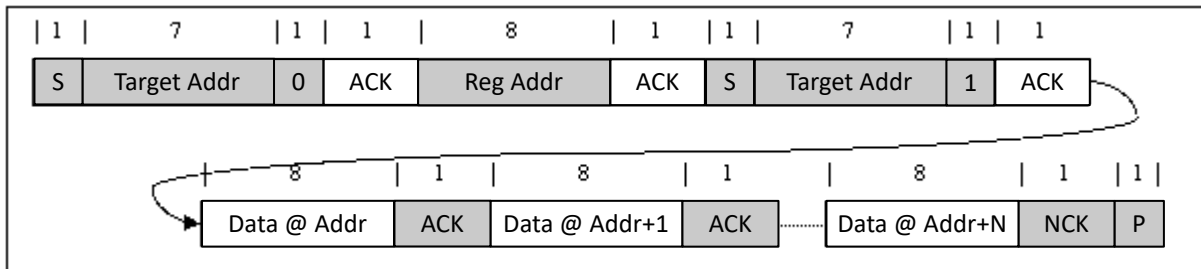 | 1 | 7 | 1 | 1 | 8 | 1 | 1 | 7 | 1 | 1
S Target Addr 0 ACK Reg Addr ACK S Target Addr 1 ACK
| 8 | 1 | 8 | 1 | 8 | 1 | 1 |
Data @ Addr ACK Data @ Addr+1 ACK Data @ Addr+N NCK P